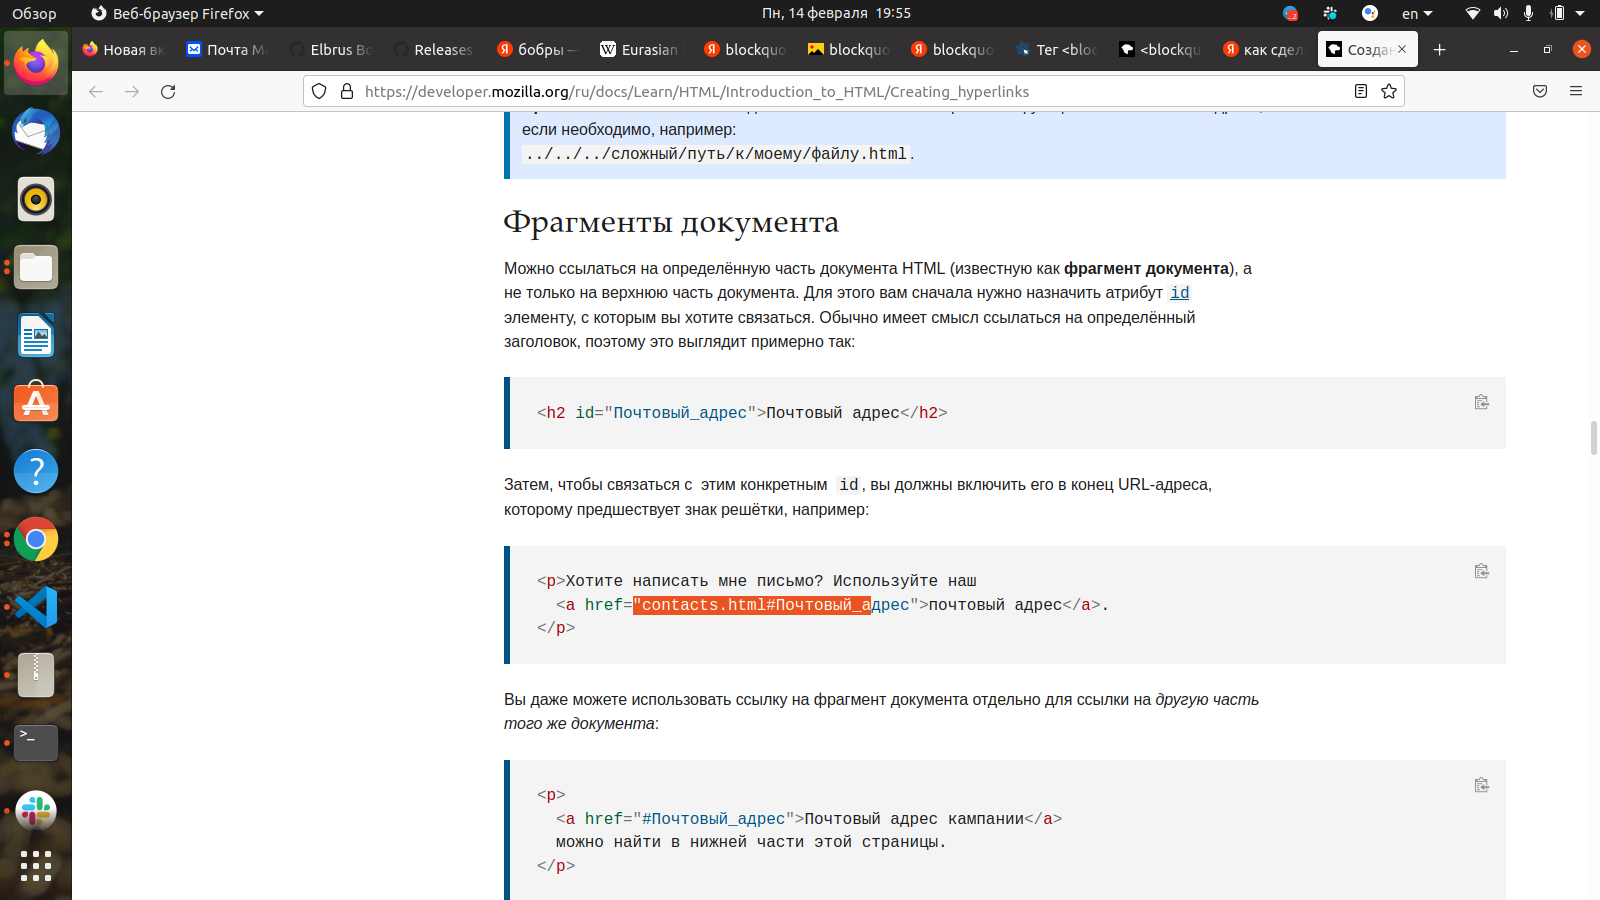 Обзор
Веб-браузер Firefox
Пн, 14 февраля 19:55
en
Новая вк
Почта Ma
Elbrus Bo
Releases
бобры —
Eurasian
blockquo
blockquo
blockquo
Тег <bloc
<blockqu
как сдел
Создан
https://developer.mozilla.org/ru/docs/Learn/HTML/Introduction_to_HTML/Creating_hyperlinks
если необходимо, например:
../../../сложный/путь/к/моему/файлу.html.
Фрагменты документа
Можно ссылаться на определённую часть документа HTML (известную как фрагмент документа), а
не только на верхнюю часть документа. Для этого вам сначала нужно назначить атрибут id
элементу, с которым вы хотите связаться. Обычно имеет смысл ссылаться на определённый
заголовок, поэтому это выглядит примерно так:
<h2 id="Почтовый_адрес">Почтовый адрес</h2>
Затем, чтобы связаться с этим конкретным id, вы должны включить его в конец URL-адреса,
которому предшествует знак решётки, например:
<p>Хотите написать мне письмо? Используйте наш
<a href="contacts.html#Почтовый_адрес">почтовый адрес</a>.
</p>
Вы даже можете использовать ссылку на фрагмент документа отдельно для ссылки на другую часть
того же документа:
<p>
<a href="#Почтовый_адрес">Почтовый адрес кампании</a>
можно найти в нижней части этой страницы.
</p>